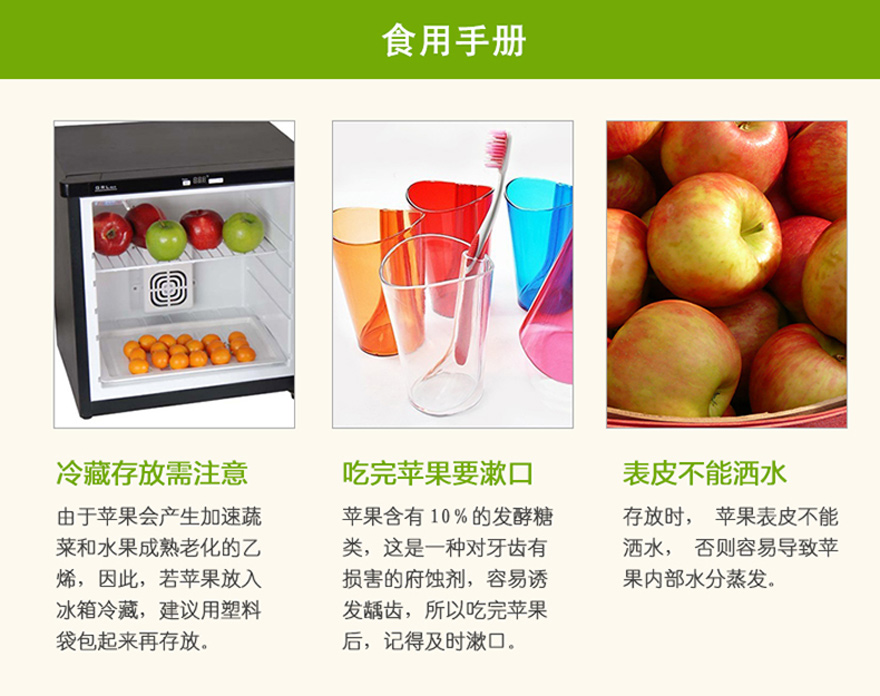 食用手册
冷藏存放需注意
由于苹果会产生加速蔬
菜和水果成熟老化的乙
烯，因此，若苹果放入
冰箱冷藏，建议用塑料
袋包起来再存放。
吃完苹果要漱口
苹果含有10%的发酵糖
类，这是一种对牙齿有
损害的府蚀剂，容易诱
发龋齿，所以吃完苹果
后，记得及时漱口。
表皮不能洒水
存放时， 苹果表皮不能
洒水， 否则容易导致苹
果内部水分蒸发。